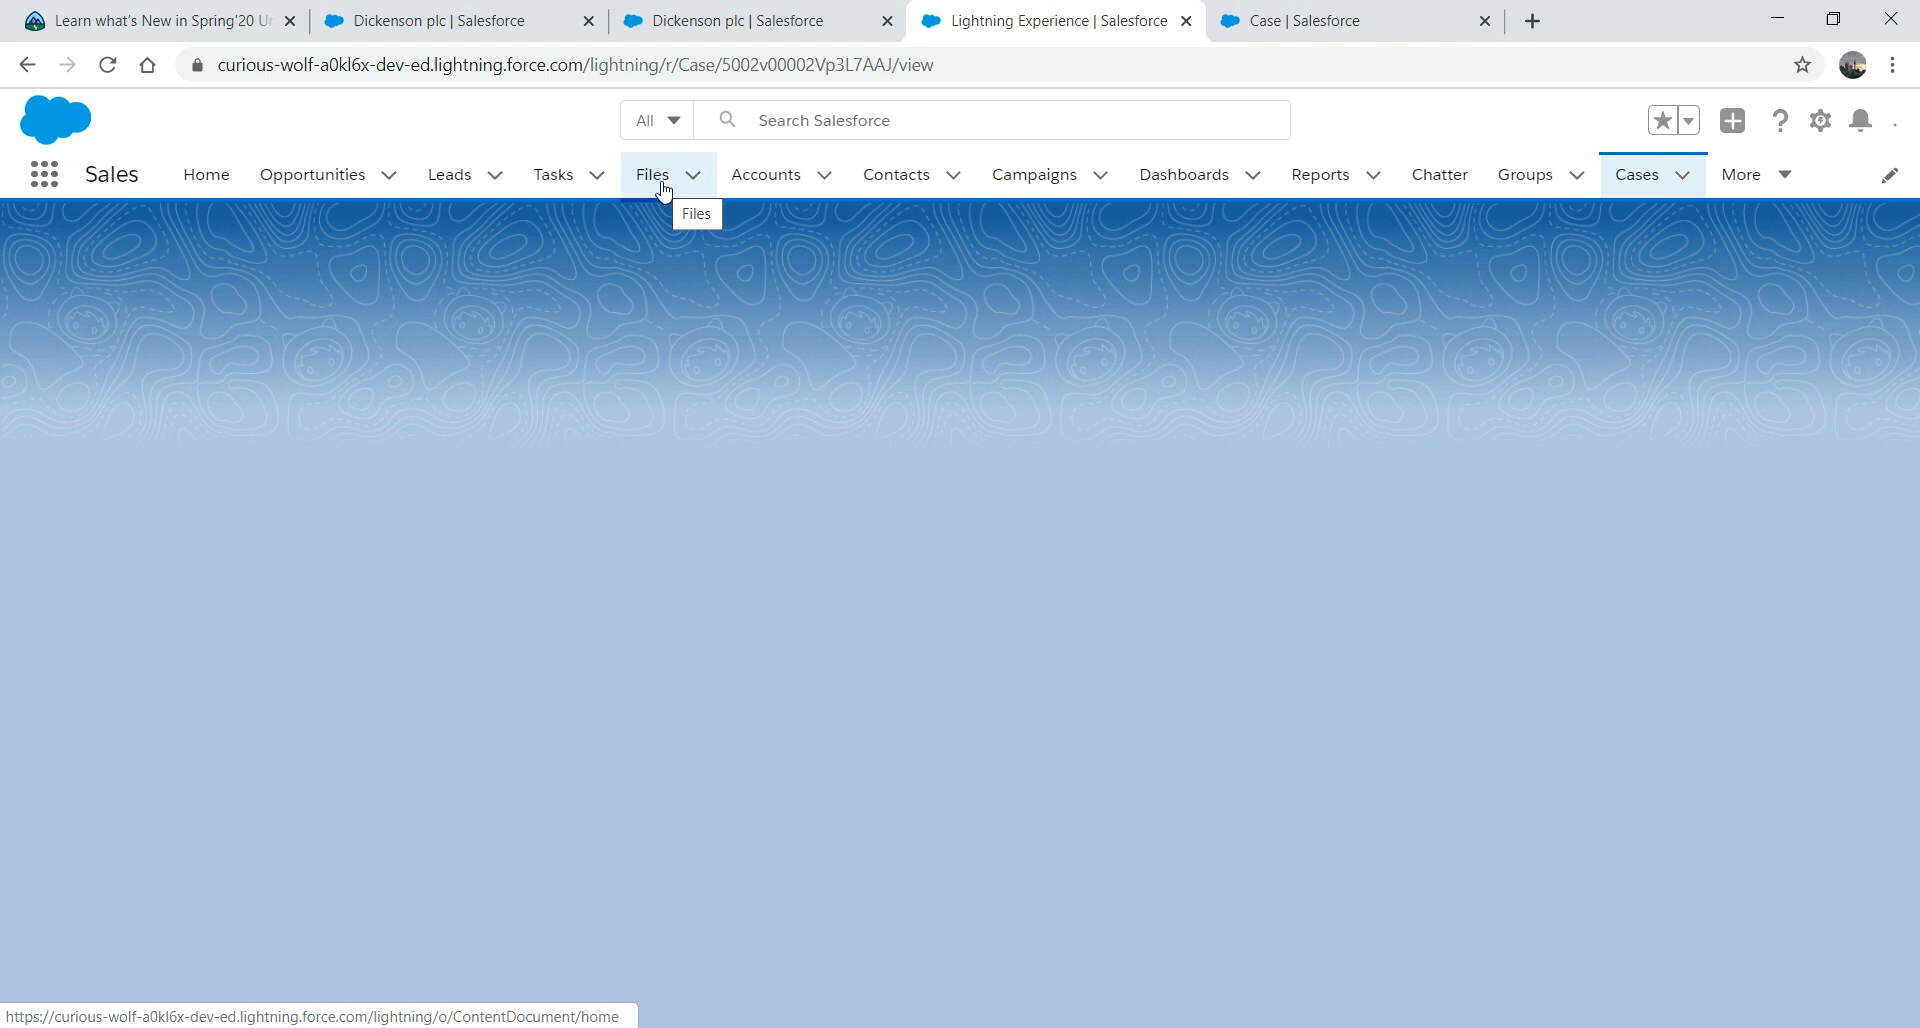 Learn what's New in Spring'20 Ur
Dickenson plc | Salesforce
Dickenson plc | Salesforce
Lightning Experience | Salesforce
Case | Salesforce
curious-wolf-a0kl6x-dev-ed.lightning.force.com/lightning/r/Case/5002v00002Vp3L7AAJ/view
All
Search Salesforce
Sales
Home
Opportunities
Leads
Tasks
Files
Accounts
Contacts
Campaigns
Dashboards
Reports
Chatter
Groups
Cases
More
Files
https://curious-wolf-a0kl6x-dev-ed.lightning.force.com/lightning/o/ContentDocument/home